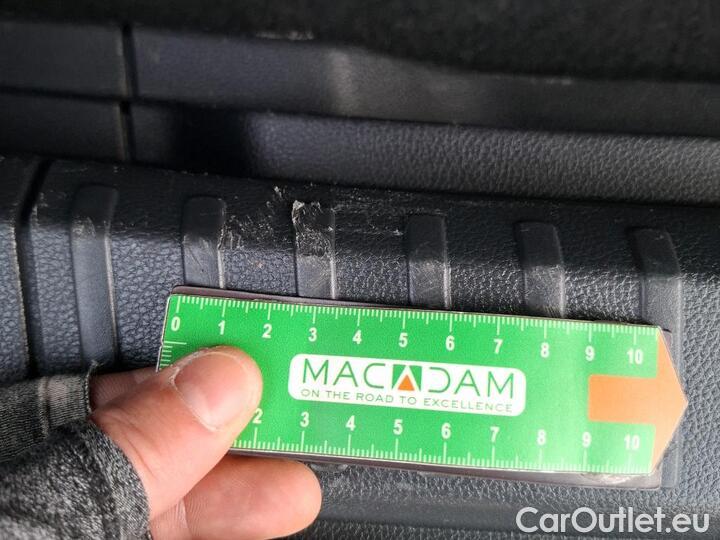 0 1 2 3 4 5 6 7 8 9 10
MACADAM
ON THE ROAD TO EXCELLENCE
2 3 4 5 6 7 8 9 10
CarOutlet.eu